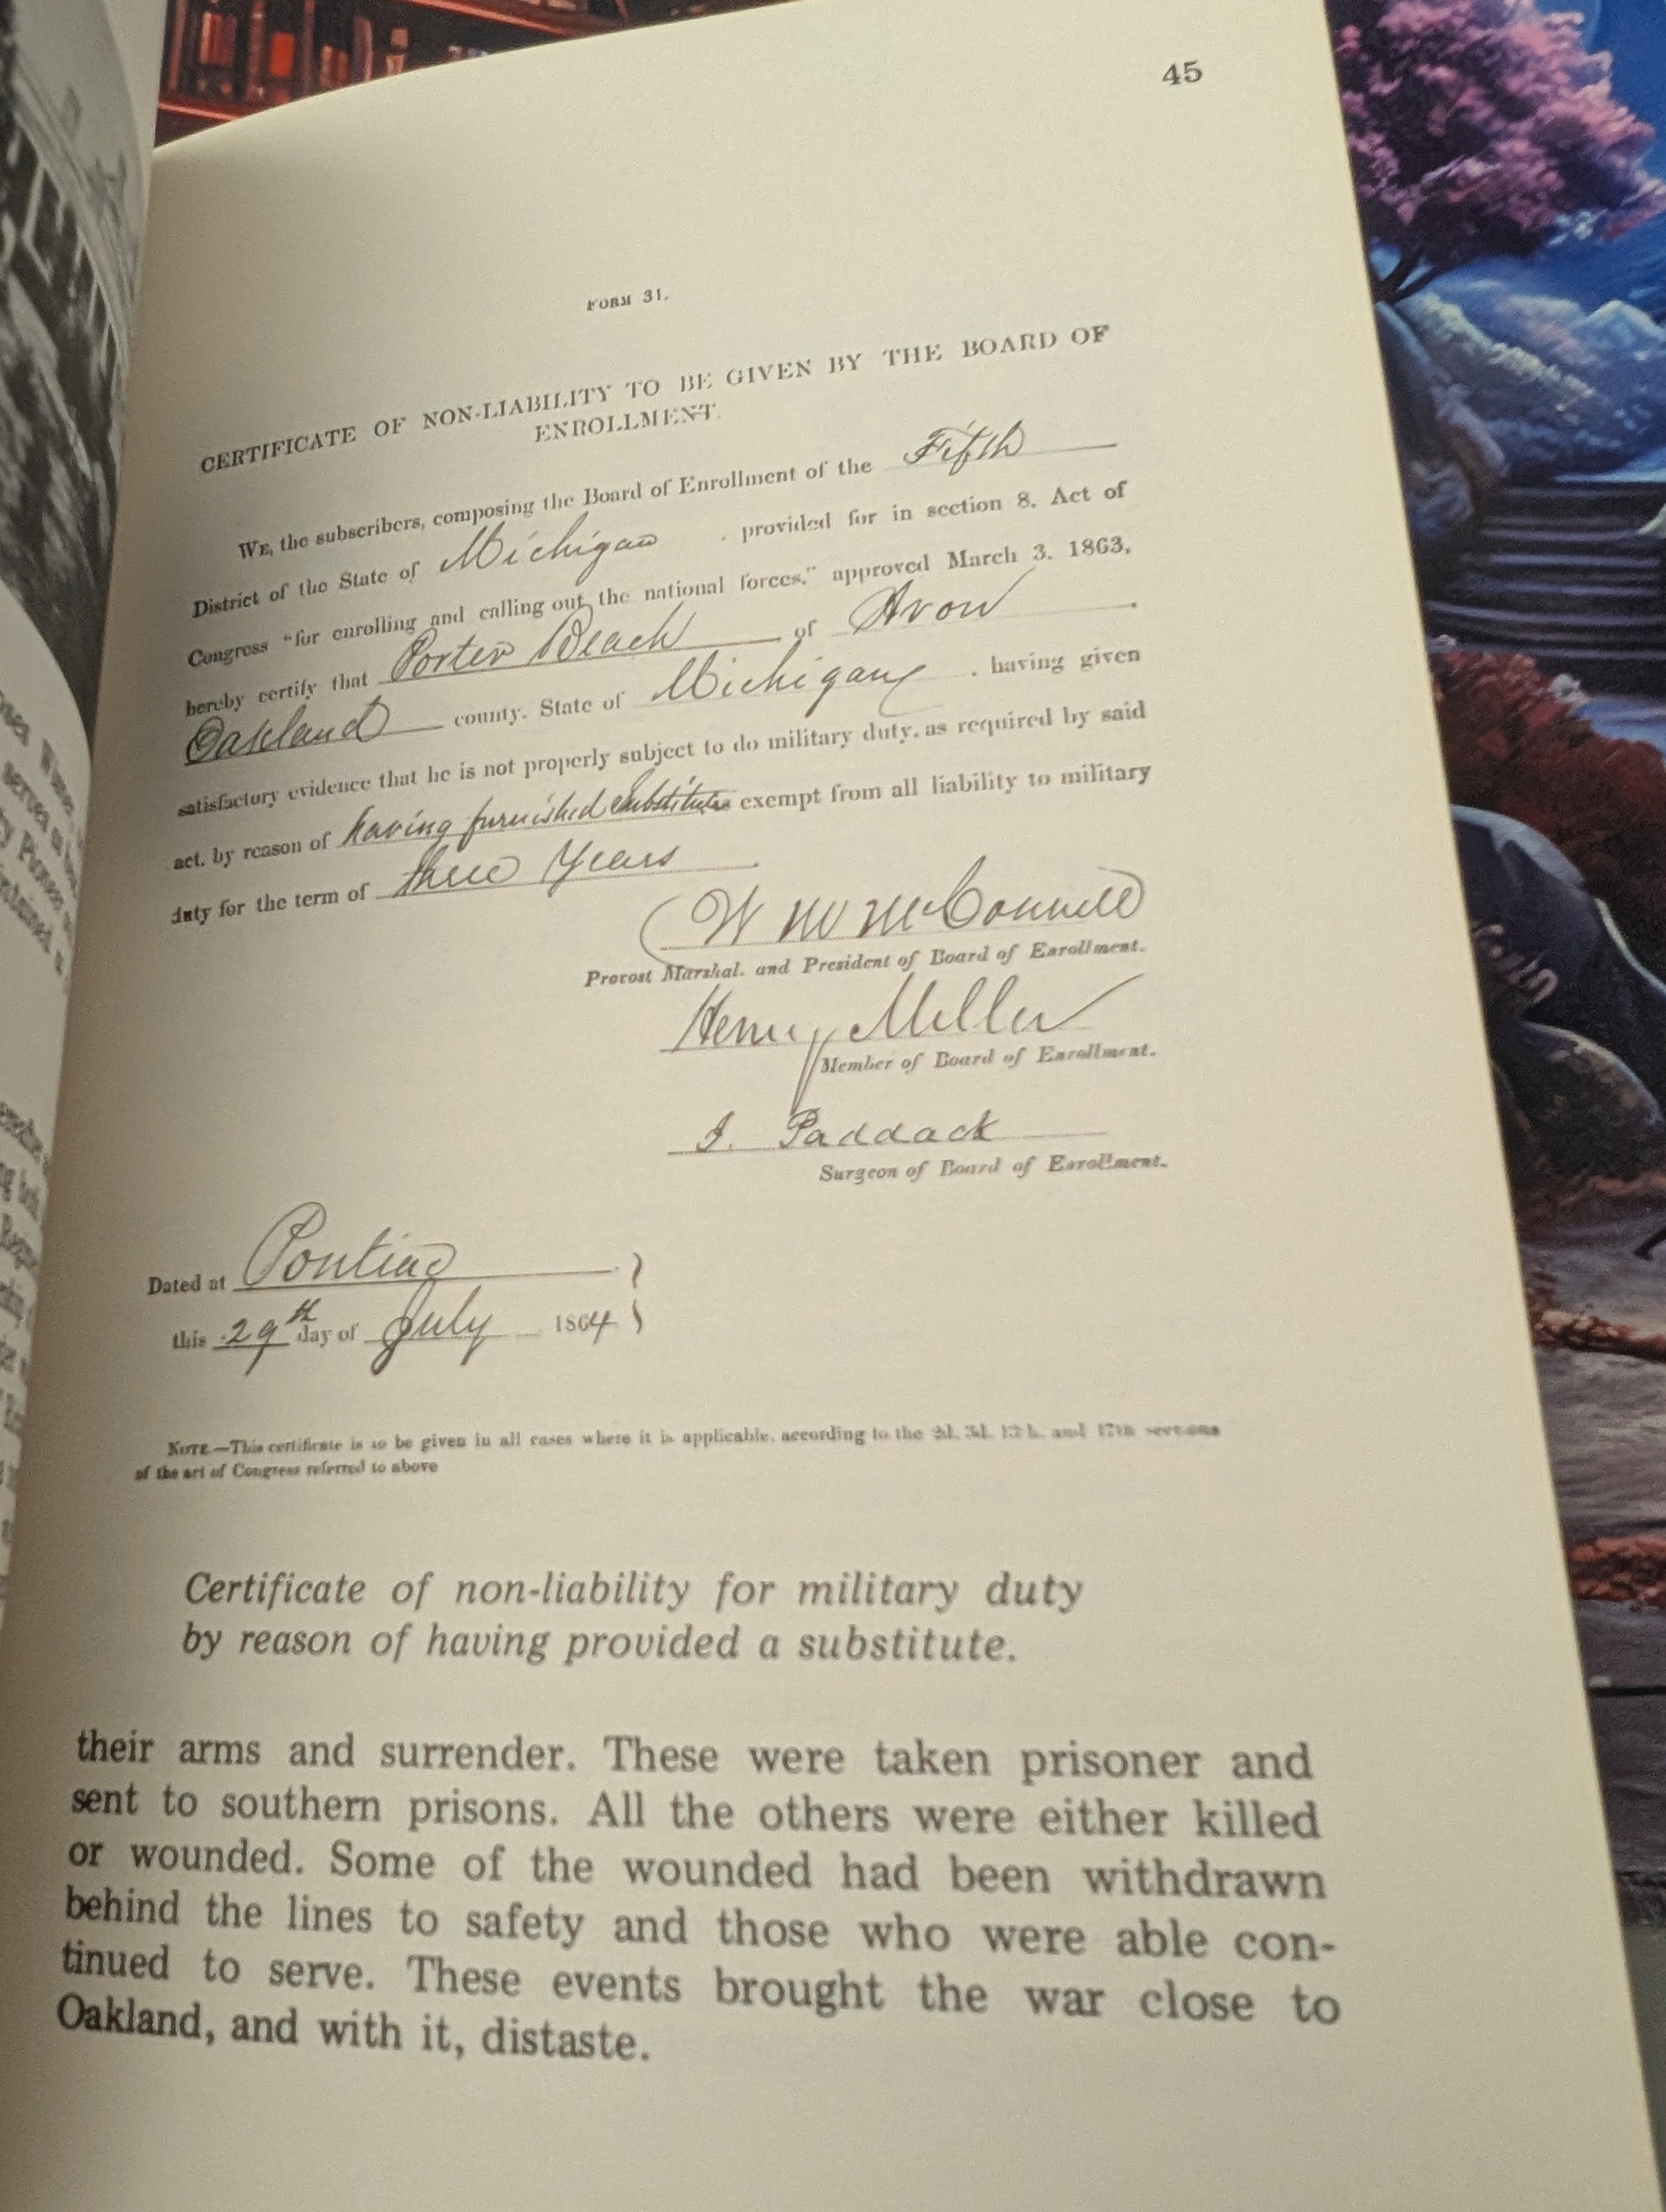 45
FORM 31.
CERTIFICATE OF NON-LIABILITY TO BE GIVEN BY THE BOARD OF
ENROLLMENT.
WE, the subscribers, composing the Board of Enrollment of the Fifth
District of the State of Michigan, provided for in section 8, Act of
Congress "for enrolling and calling out the national forces," approved March 3, 1863,
hereby certify that Porter Beach of Avon
Oakland county, State of Michigan, having given
satisfactory evidence that he is not properly subject to do military duty, as required by said
act, by reason of having furnished substitute exempt from all liability to military
duty for the term of three Years.
W M McConnell
Provost Marshal, and President of Board of Enrollment.
Henry Miller
Member of Board of Enrollment.
J. Paddack
Surgeon of Board of Enrollment.
Dated at Pontiac
this 29th day of July 1864
NOTE.—This certificate is to be given in all cases where it is applicable, according to the 2d, 3d, and 17th sections
of the act of Congress referred to above
Certificate of non-liability for military duty
by reason of having provided a substitute.
their arms and surrender. These were taken prisoner and
sent to southern prisons. All the others were either killed
or wounded. Some of the wounded had been withdrawn
behind the lines to safety and those who were able con-
tinued to serve. These events brought the war close to
Oakland, and with it, distaste.